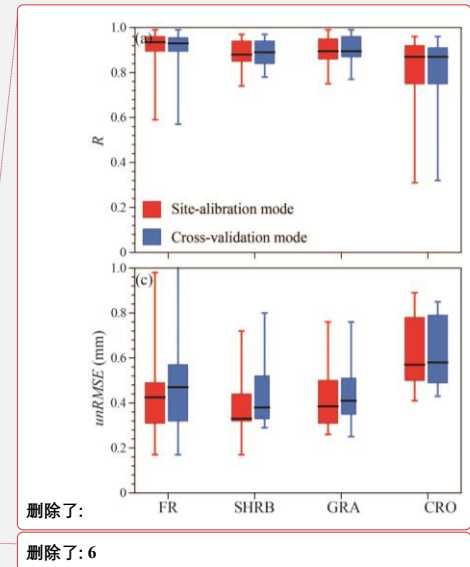 (a)
1.0
0.8
0.6
0.4
0.2
0
R
Site-alibration mode
Cross-validation mode
(c)
1.0
0.8
0.6
0.4
0.2
0
unRMSE (mm)
FR SHRB GRA CRO
删除了:
删除了: 6